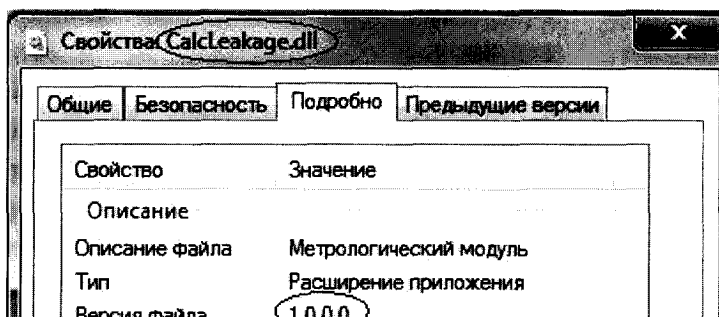 Свойства: CalcLeakage.dll
x
Общие Безопасность Подробно Предыдущие версии
Свойство Значение
Описание
Описание файла Метрологический модуль
Тип Расширение приложения
Версия файла 1.0.0.0